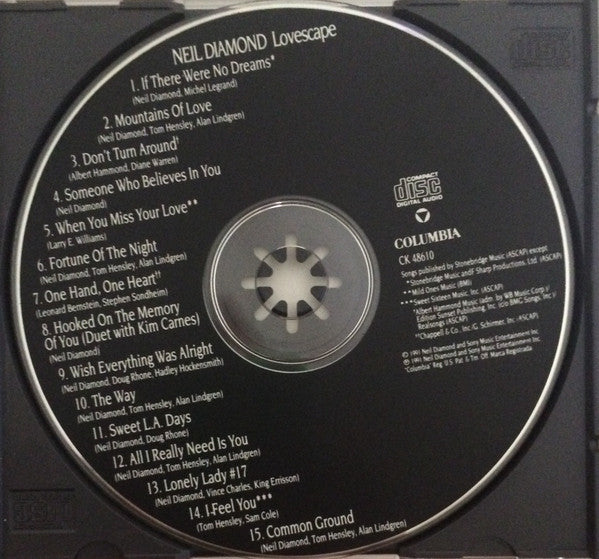 NEIL DIAMOND Lovescape
1. If There Were No Dreams*
(Neil Diamond, Michel Legrand)
2. Mountains Of Love
(Neil Diamond, Tom Hensley, Alan Lindgren)
3. Don't Turn Around†
(Albert Hammond, Diane Warren)
4. Someone Who Believes In You
(Neil Diamond)
5. When You Miss Your Love**
(Larry E. Williams)
6. Fortune Of The Night
(Neil Diamond, Tom Hensley, Alan Lindgren)
7. One Hand, One Heart††
(Leonard Bernstein, Stephen Sondheim)
8. Hooked On The Memory
Of You (Duet with Kim Carnes)
(Neil Diamond)
9. Wish Everything Was Alright
(Neil Diamond, Doug Rhone, Hadley Hockensmith)
10. The Way
(Neil Diamond, Tom Hensley, Alan Lindgren)
11. Sweet L.A. Days
(Neil Diamond, Doug Rhone)
12. All I Really Need Is You
(Neil Diamond, Tom Hensley, Alan Lindgren)
13. Lonely Lady #17
(Neil Diamond, Vince Charles, King Errisson)
14. I Feel You***
(Tom Hensley, Sam Cole)
15. Common Ground
(Neil Diamond, Tom Hensley, Alan Lindgren)
COMPACT
disc
DIGITAL AUDIO
COLUMBIA
CK 48610
Songs published by Stonebridge Music (ASCAP) except
*Stonebridge Music and F Sharp Productions, Ltd. (ASCAP)
**Wild Ones Music (BMI)
***Sweet Sixteen Music Inc. (ASCAP)
†Albert Hammond Music (adm. by WB Music Corp.)/
Edition Sunset Publishing, Inc. (c/o BMG Songs, Inc.)/
Realsongs (ASCAP)
††Chappell & Co., Inc./G. Schirmer, Inc. (ASCAP)
© 1991 Neil Diamond and Sony Music Entertainment Inc.
℗ 1991 Neil Diamond and Sony Music Entertainment Inc.
"Columbia" Reg. U.S. Pat. & Tm. Off. Marca Registrada.